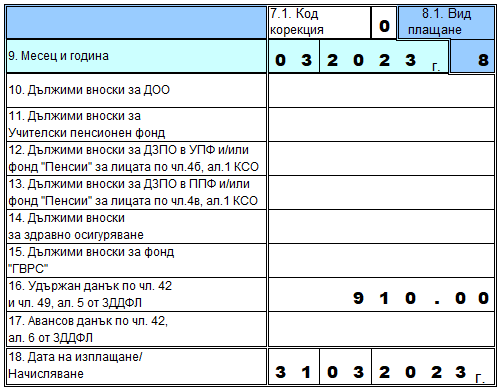 7.1. Код
корекция
0
8.1. Вид
плащане
9. Месец и година
0 3 2 0 2 3 г. 8
10. Дължими вноски за ДОО
11. Дължими вноски за
Учителски пенсионен фонд
12. Дължими вноски за ДЗПО в УПФ и/или
фонд "Пенсии" за лицата по чл.4б, ал.1 КСО
13. Дължими вноски за ДЗПО в ППФ и/или
фонд "Пенсии" за лицата по чл.4в, ал.1 КСО
14. Дължими вноски
за здравно осигуряване
15. Дължими вноски за фонд
"ГВРС"
16. Удържан данък по чл. 42
и чл. 49, ал. 5 от ЗДДФЛ
9 1 0 . 0 0
17. Авансов данък по чл. 42,
ал. 6 от ЗДДФЛ
18. Дата на изплащане/
Начисляване
3 1 0 3 2 0 2 3 г.